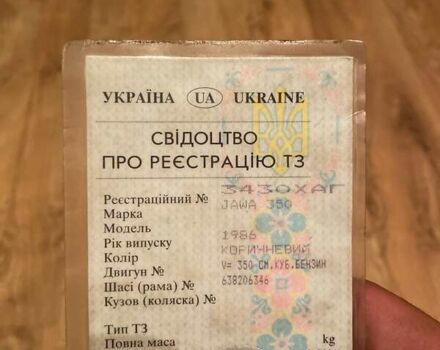 УКРАЇНА UA UKRAINE
СВІДОЦТВО
ПРО РЕЄСТРАЦІЮ ТЗ
Реєстраційний № 3430ХАГ
Марка JAWA 350
Модель
Рік випуску 1986
Колір КОРИЧНЕВИЙ
Двигун № V= 350 СМ.КУБ.БЕНЗИН
Шасі (рама) № 638206346
Кузов (коляска) №
Тип ТЗ
Повна маса kg